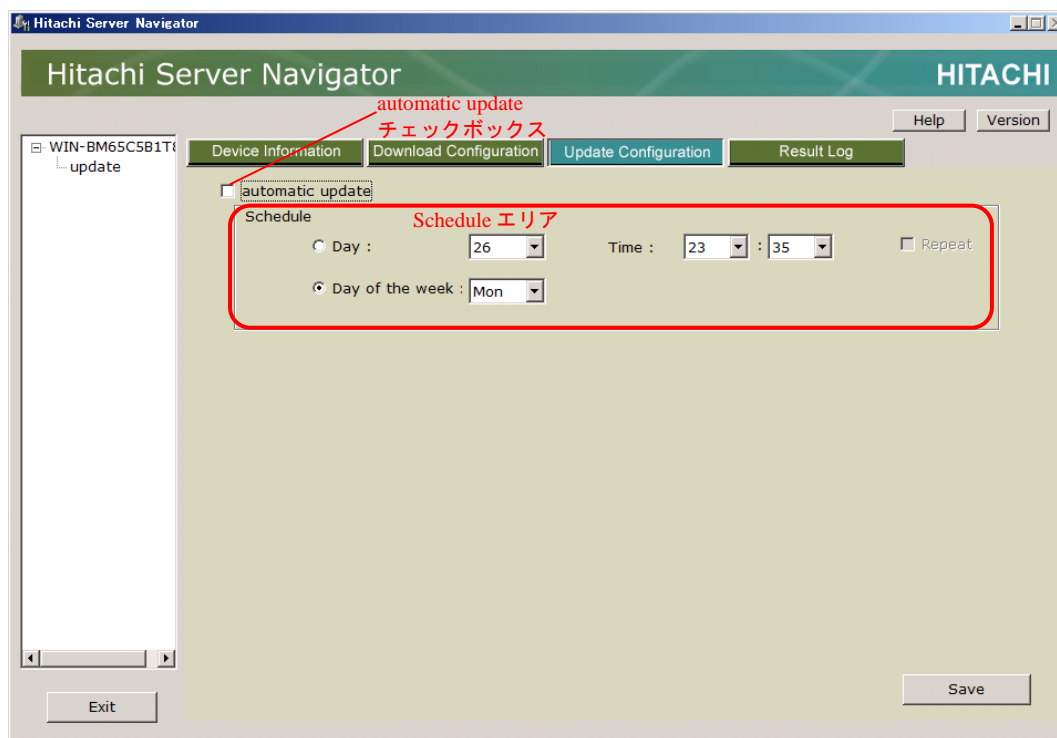 Hitachi Server Navigator
Hitachi Server Navigator
HITACHI
automatic update
チェックボックス
Help
Version
WIN-BM65C5B1T
update
Device Information
Download Configuration
Update Configuration
Result Log
automatic update
Schedule
Schedule エリア
Day :
26
Time :
23
:
35
Repeat
Day of the week :
Mon
Save
Exit